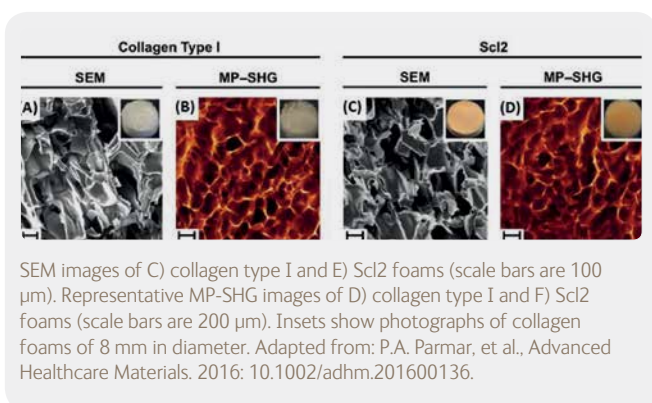 Collagen Type I Scl2
SEM MP–SHG SEM MP–SHG
A) (B) (C) (D)
SEM images of C) collagen type I and E) Scl2 foams (scale bars are 100
µm). Representative MP-SHG images of D) collagen type I and F) Scl2
foams (scale bars are 200 µm). Insets show photographs of collagen
foams of 8 mm in diameter. Adapted from: P.A. Parmar, et al., Advanced
Healthcare Materials. 2016: 10.1002/adhm.201600136.